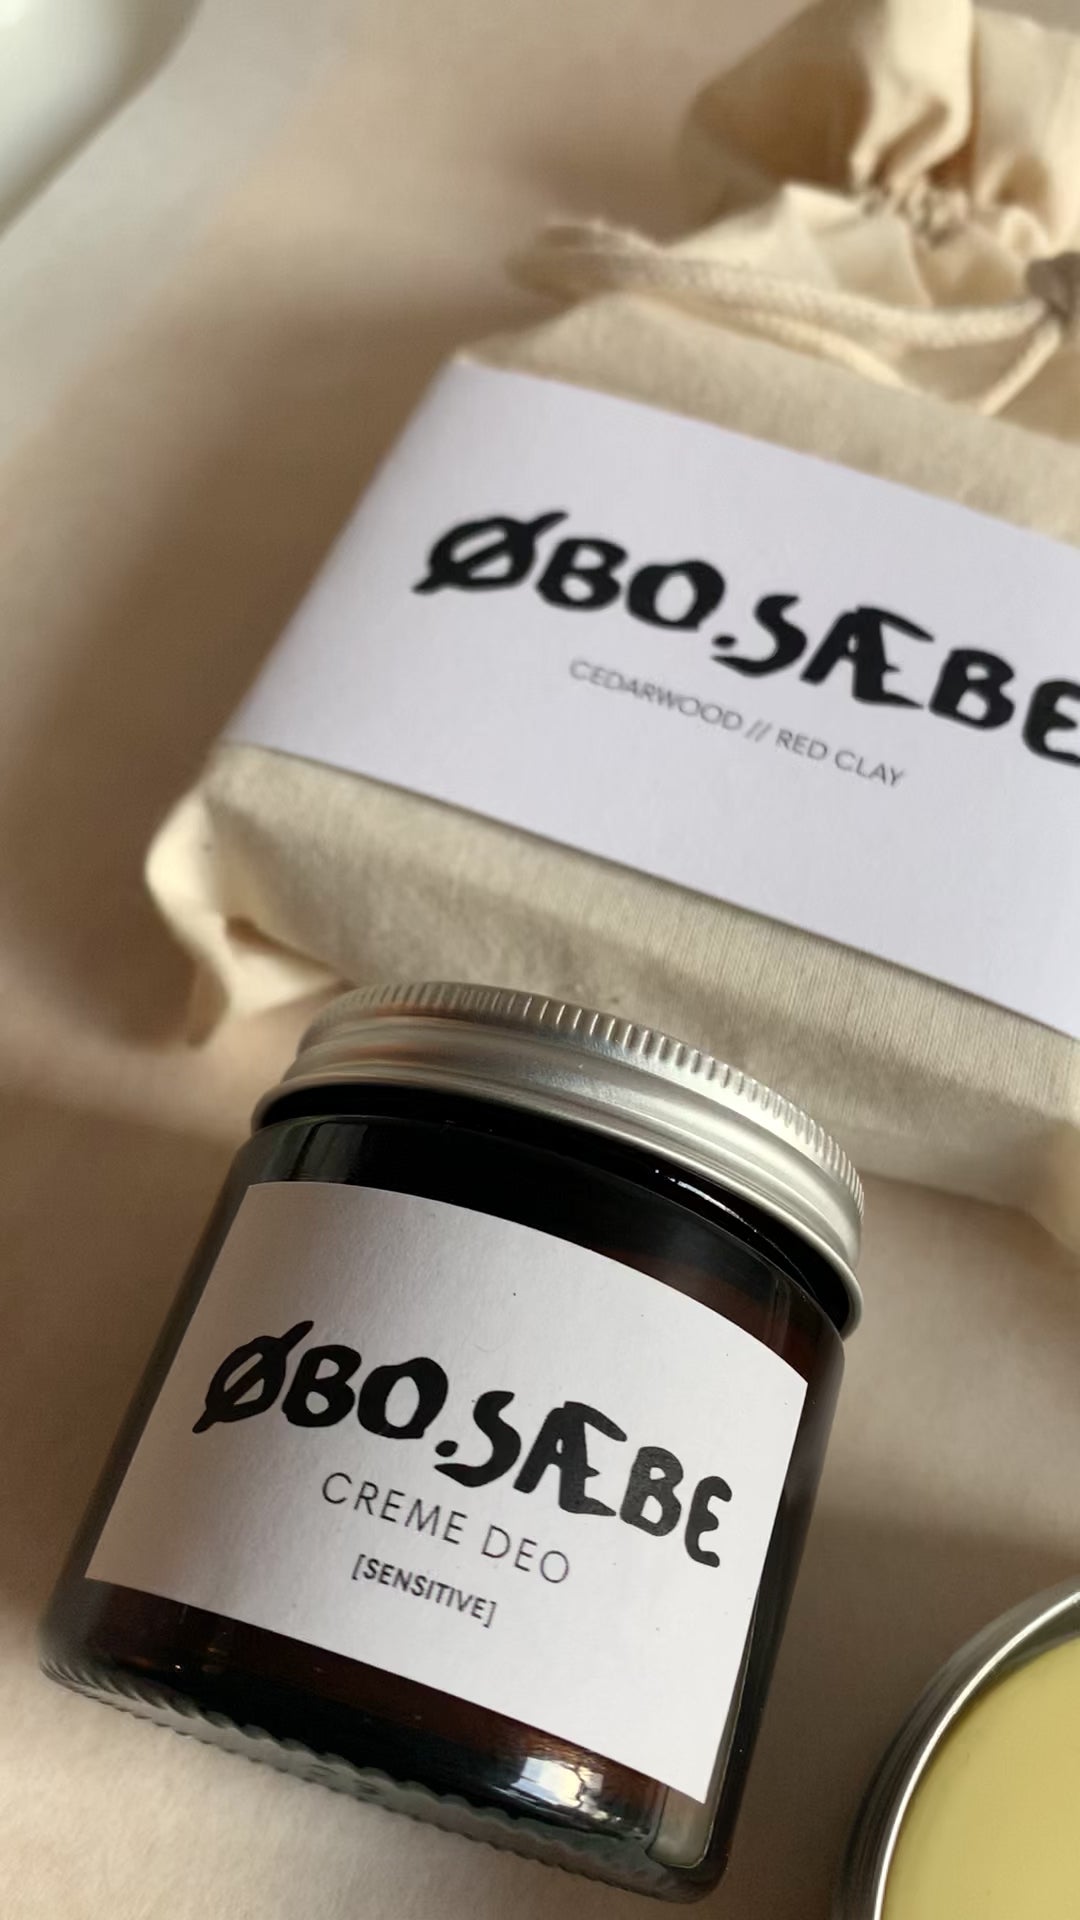 ØBO.SÆBE
CEDARWOOD // RED CLAY
ØBO.SÆBE
CREME DEO
[SENSITIVE]